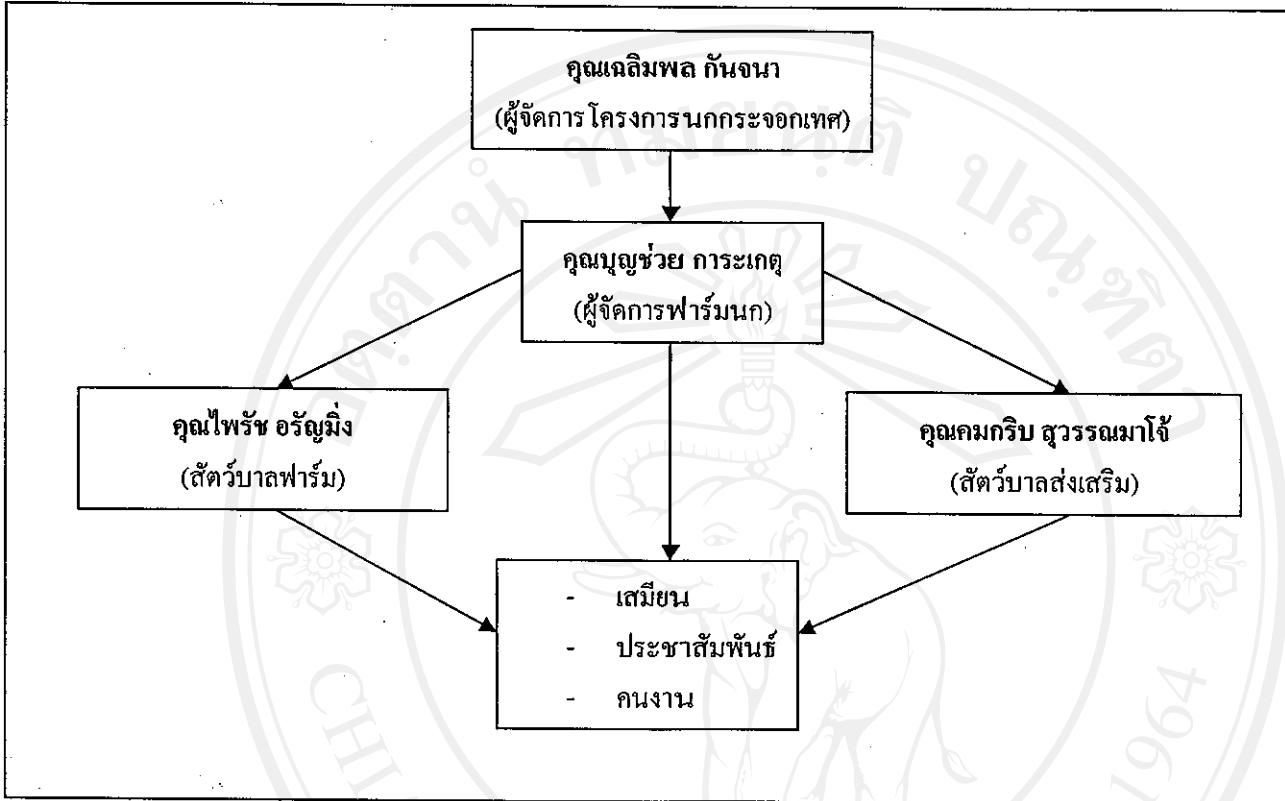 คุณเฉลิมพล กันจนา
(ผู้จัดการโครงการนกกระจอกเทศ)
คุณบุญช่วย การะเกตุ
(ผู้จัดการฟาร์มนก)
คุณไพรัช อรัญมิ่ง
(สัตว์บาลฟาร์ม)
คุณคมกริบ สุวรรณมาโจ้
(สัตว์บาลส่งเสริม)
- เสมียน
- ประชาสัมพันธ์
- คนงาน
1964